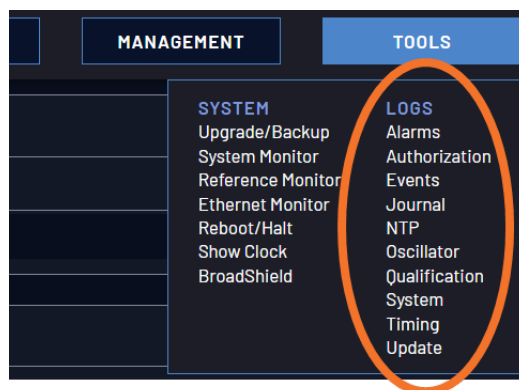 MANAGEMENT
TOOLS
SYSTEM
Upgrade/Backup
System Monitor
Reference Monitor
Ethernet Monitor
Reboot/Halt
Show Clock
BroadShield
LOGS
Alarms
Authorization
Events
Journal
NTP
Oscillator
Qualification
System
Timing
Update